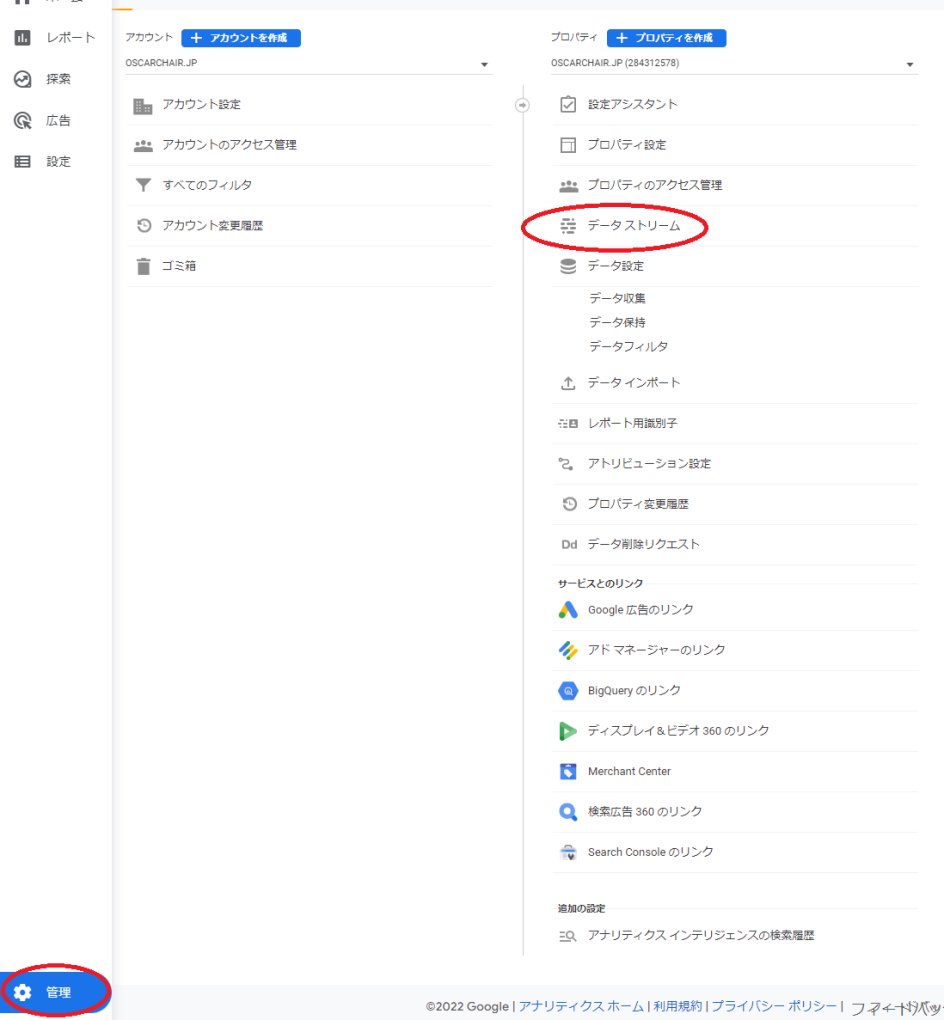 レポート
探索
広告
設定
管理
アカウント
+ アカウントを作成
OSCARCHAIR.JP
アカウント設定
アカウントのアクセス管理
すべてのフィルタ
アカウント変更履歴
ゴミ箱
プロパティ
+ プロパティを作成
OSCARCHAIR.JP (284312578)
設定アシスタント
プロパティ設定
プロパティのアクセス管理
データ ストリーム
データ設定
データ収集
データ保持
データフィルタ
データ インポート
レポート用識別子
アトリビューション設定
プロパティ変更履歴
Dd データ削除リクエスト
サービスとのリンク
Google 広告のリンク
アド マネージャーのリンク
BigQuery のリンク
ディスプレイ&ビデオ 360 のリンク
Merchant Center
検索広告 360 のリンク
Search Console のリンク
追加の設定
アナリティクス インテリジェンスの検索履歴
©2022 Google | アナリティクス ホーム | 利用規約 | プライバシー ポリシー |